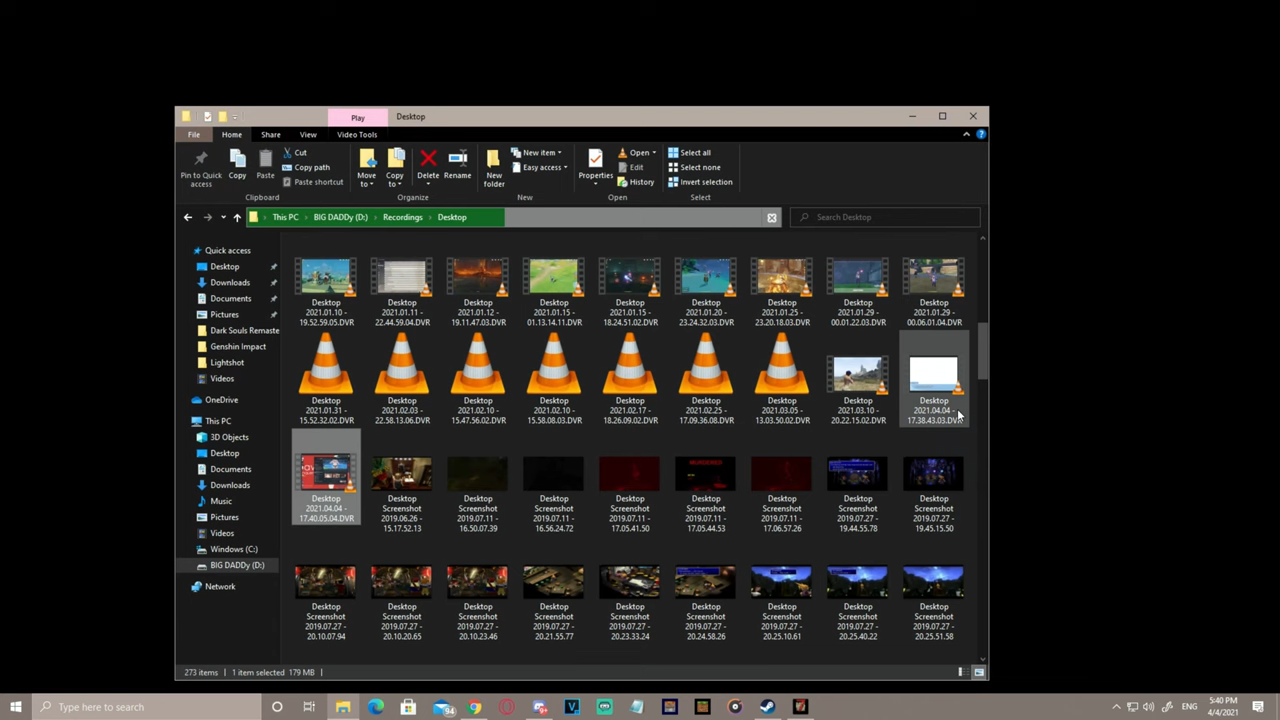 Play
Desktop
File
Home
Share
View
Video Tools
Pin to Quick
access
Copy
Paste
Cut
Copy path
Paste shortcut
Clipboard
Move
to
Copy
to
Delete
Rename
Organize
New
folder
New item
Easy access
New
Properties
Open
Edit
History
Open
Select all
Select none
Invert selection
Select
This PC > BIG DADDy (D:) > Recordings > Desktop
Search Desktop
Quick access
Desktop
Downloads
Documents
Pictures
Dark Souls Remaste
Genshin Impact
Lightshot
Videos
OneDrive
This PC
3D Objects
Desktop
Documents
Downloads
Music
Pictures
Videos
Windows (C:)
BIG DADDy (D:)
Network
Desktop
2021.01.10 -
19.52.59.05.DVR
Desktop
2021.01.11 -
22.44.59.04.DVR
Desktop
2021.01.12 -
19.11.47.03.DVR
Desktop
2021.01.15 -
01.13.14.11.DVR
Desktop
2021.01.15 -
18.24.51.02.DVR
Desktop
2021.01.20 -
23.24.32.03.DVR
Desktop
2021.01.25 -
23.20.18.03.DVR
Desktop
2021.01.29 -
00.01.22.03.DVR
Desktop
2021.01.29 -
00.06.01.04.DVR
Desktop
2021.01.31 -
15.52.32.02.DVR
Desktop
2021.02.03 -
22.58.13.06.DVR
Desktop
2021.02.10 -
15.47.56.02.DVR
Desktop
2021.02.10 -
15.58.08.03.DVR
Desktop
2021.02.17 -
18.26.09.02.DVR
Desktop
2021.02.25 -
17.09.36.08.DVR
Desktop
2021.03.05 -
13.03.50.02.DVR
Desktop
2021.03.10 -
20.22.15.02.DVR
Desktop
2021.04.04 -
17.38.43.03.DVR
Desktop
2021.04.04 -
17.40.05.04.DVR
Desktop
Screenshot
2019.06.26 -
15.17.52.13
Desktop
Screenshot
2019.07.11 -
16.50.07.39
Desktop
Screenshot
2019.07.11 -
16.56.24.72
Desktop
Screenshot
2019.07.11 -
17.05.41.50
Desktop
Screenshot
2019.07.11 -
17.05.44.53
Desktop
Screenshot
2019.07.11 -
17.06.57.26
Desktop
Screenshot
2019.07.27 -
19.44.55.78
Desktop
Screenshot
2019.07.27 -
19.45.15.50
Desktop
Screenshot
2019.07.27 -
20.10.07.94
Desktop
Screenshot
2019.07.27 -
20.10.20.65
Desktop
Screenshot
2019.07.27 -
20.10.23.46
Desktop
Screenshot
2019.07.27 -
20.21.55.77
Desktop
Screenshot
2019.07.27 -
20.23.33.24
Desktop
Screenshot
2019.07.27 -
20.24.58.26
Desktop
Screenshot
2019.07.27 -
20.25.10.61
Desktop
Screenshot
2019.07.27 -
20.25.40.22
Desktop
Screenshot
2019.07.27 -
20.25.51.58
273 items
1 item selected 179 MB
Type here to search
94
ENG
5:40 PM
4/4/2021